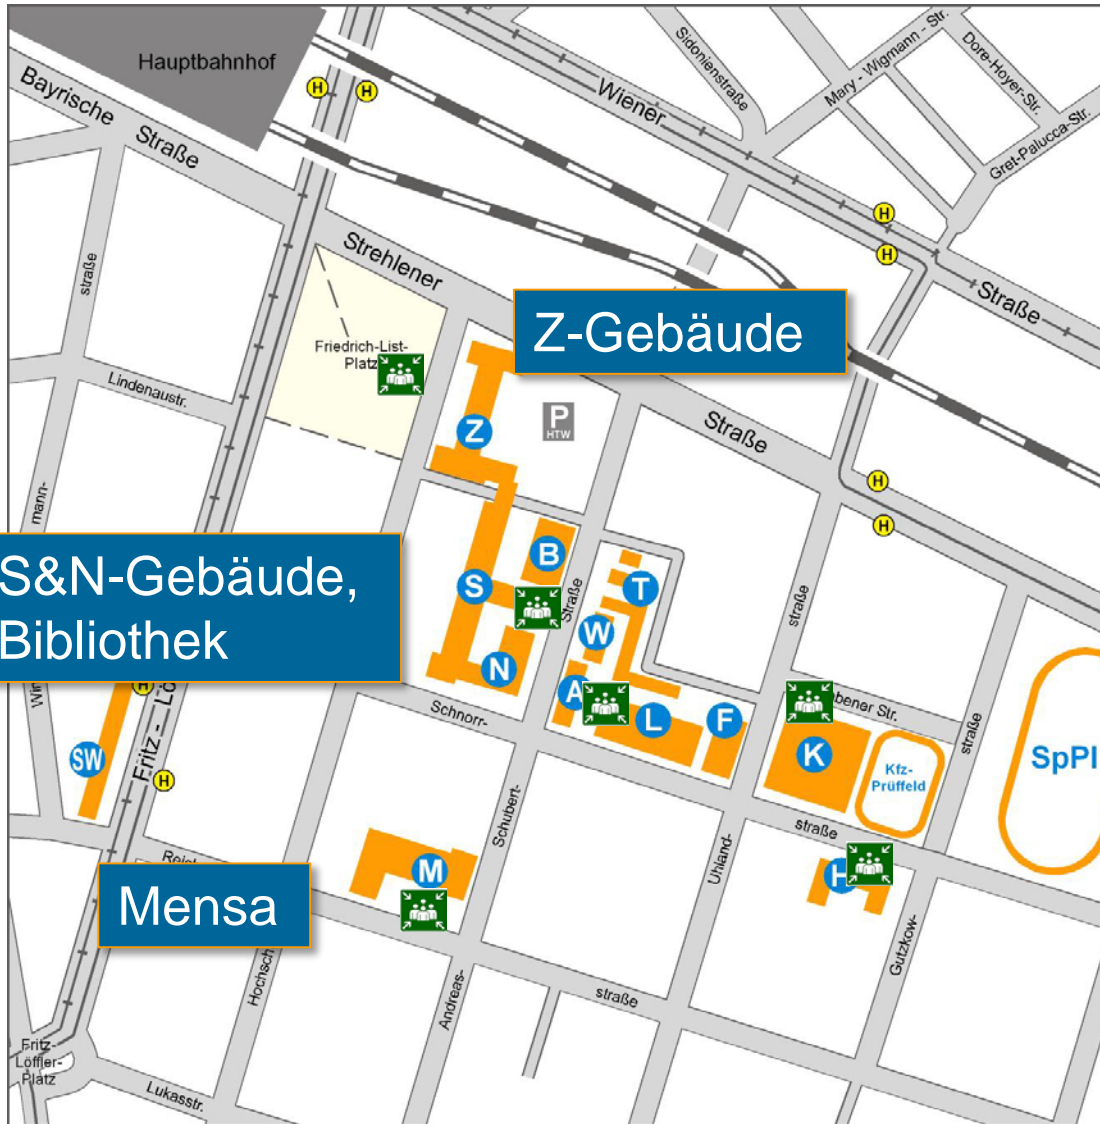 Hauptbahnhof
Bayrische
Straße
H
H
Wiener
Sidonienstraße
Mary - Wigmann - Str.
Dore-Hoyer-Str.
Gret-Palucca-Str.
H
H
Straße
Strehlener
straße
Friedrich-List-
Platz
Z-Gebäude
Lindenaustr.
Z
P
HTW
Straße
H
H
mann-
S&N-Gebäude,
Bibliothek
B
S
T
Straße
straße
W
N
A
L
F
Schnorr-
bener Str.
straße
K
Kfz-
Prüffeld
SpPl
H
SW
Fritz - Lö
H
Schubert-
straße
M
H
Uhland-
Mensa
Hochsch
Andreas-
straße
Gutzkow-
Fritz-
Löffler-
Platz
Lukasstr.